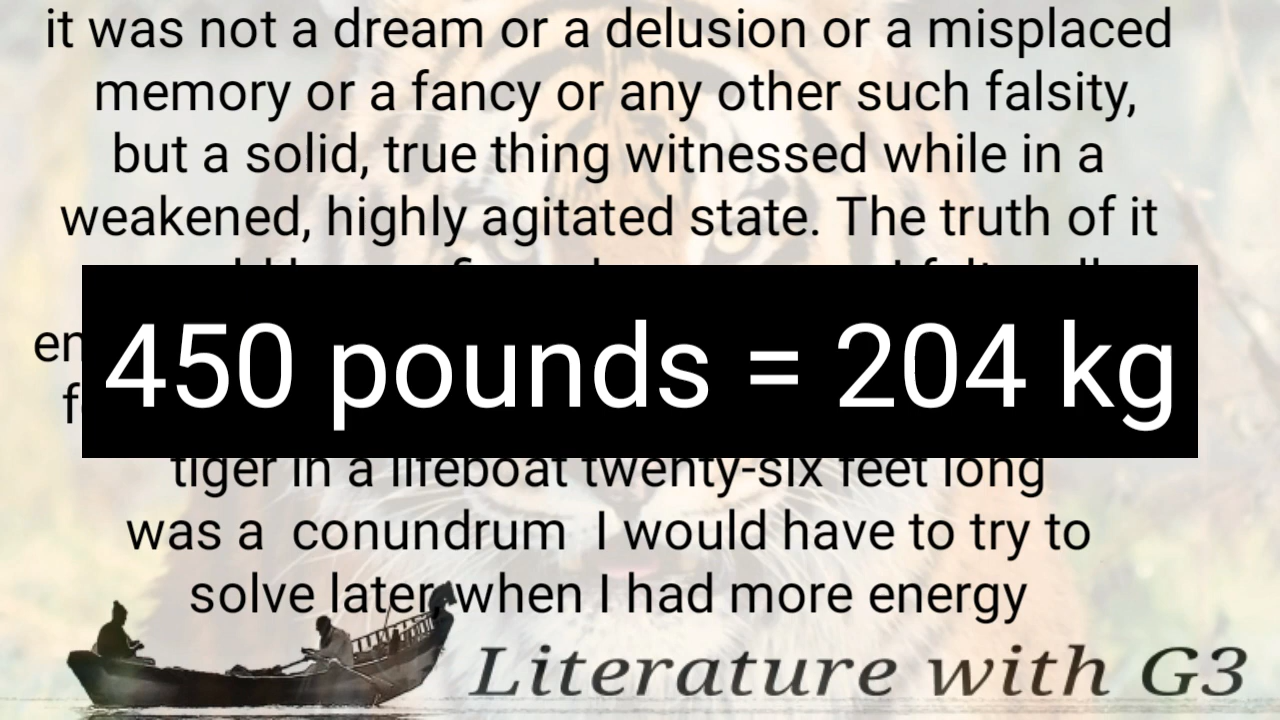 it was not a dream or a delusion or a misplaced
memory or a fancy or any other such falsity,
but a solid, true thing witnessed while in a
weakened, highly agitated state. The truth of it
450 pounds = 204 kg
tiger in a lifeboat twenty-six feet long
was a conundrum I would have to try to
solve later, when I had more energy
Literature with G3